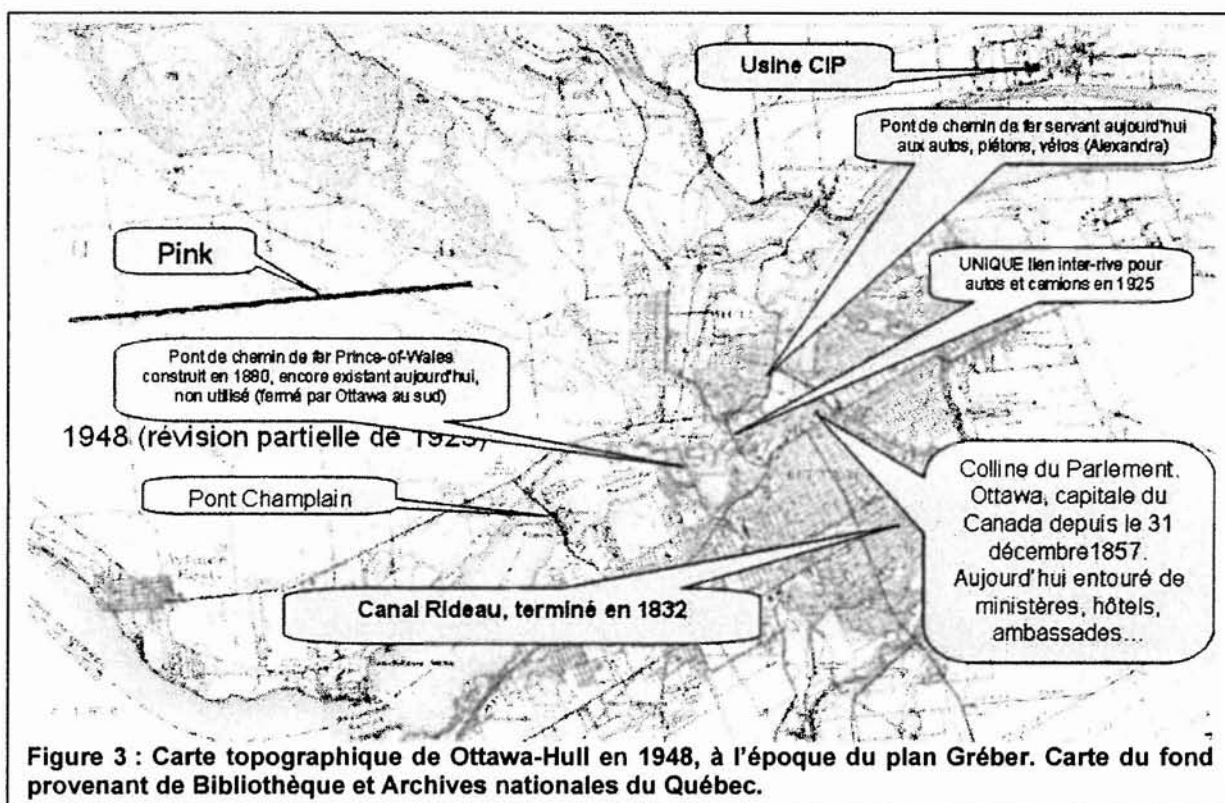 Usine CIP
Pont de chemin de fer servant aujourd'hui
aux autos, piétons, vélos (Alexandra)
Pink
UNIQUE lien inter-rive pour
autos et camions en 1925
Pont de chemin de fer Prince-of-Wales
construit en 1880, encore existant aujourd'hui,
non utilisé (fermé par Ottawa au sud)
1948 (révision partielle de 1925)
Pont Champlain
Colline du Parlement.
Ottawa, capitale du
Canada depuis le 31
décembre1857.
Aujourd'hui entouré de
ministères, hôtels,
ambassades...
Canal Rideau, terminé en 1832
Figure 3 : Carte topographique de Ottawa-Hull en 1948, à l'époque du plan Gréber. Carte du fond
provenant de Bibliothèque et Archives nationales du Québec.